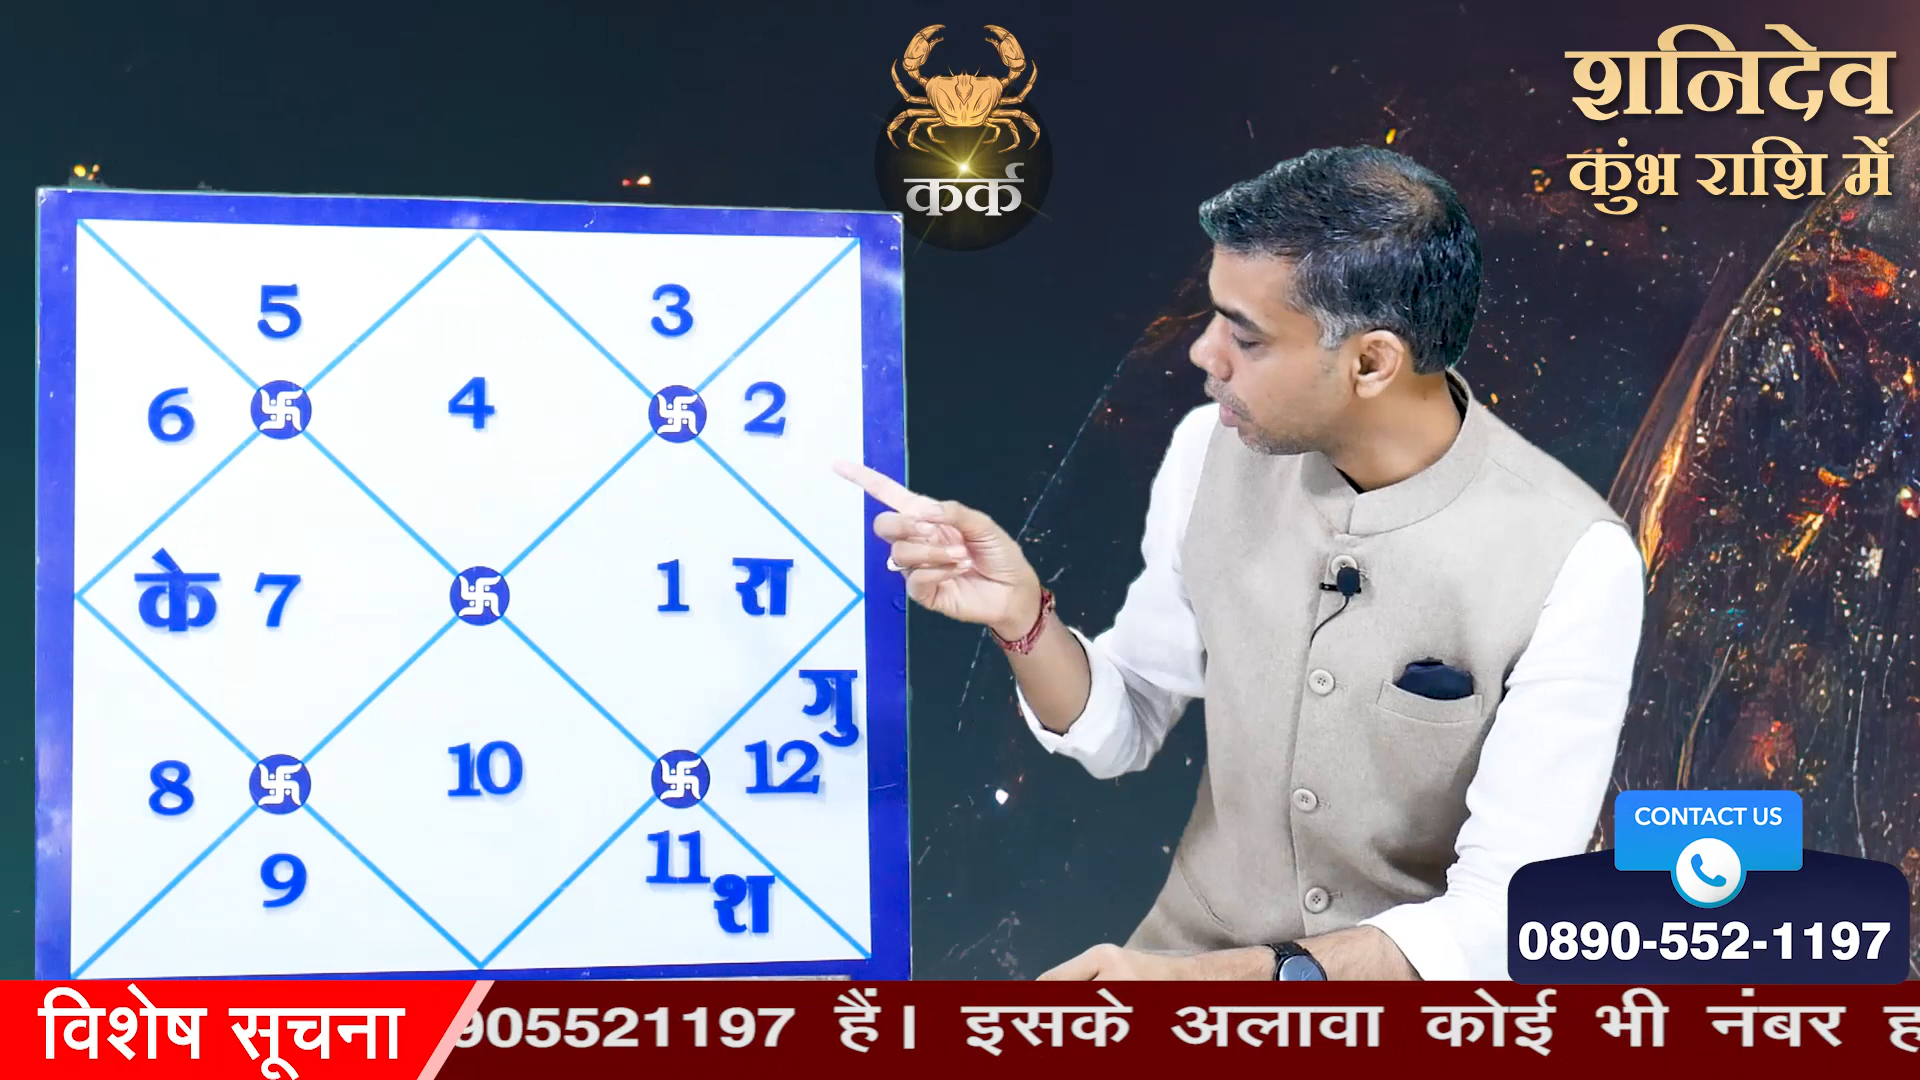 शनिदेव
कुंभ राशि में
कर्क
5
3
6
4
2
के 7
1 रा
गु
8
10
12
9
11 श
CONTACT US
0890-552-1197
विशेष सूचना
905521197 हैं। इसके अलावा कोई भी नंबर ह